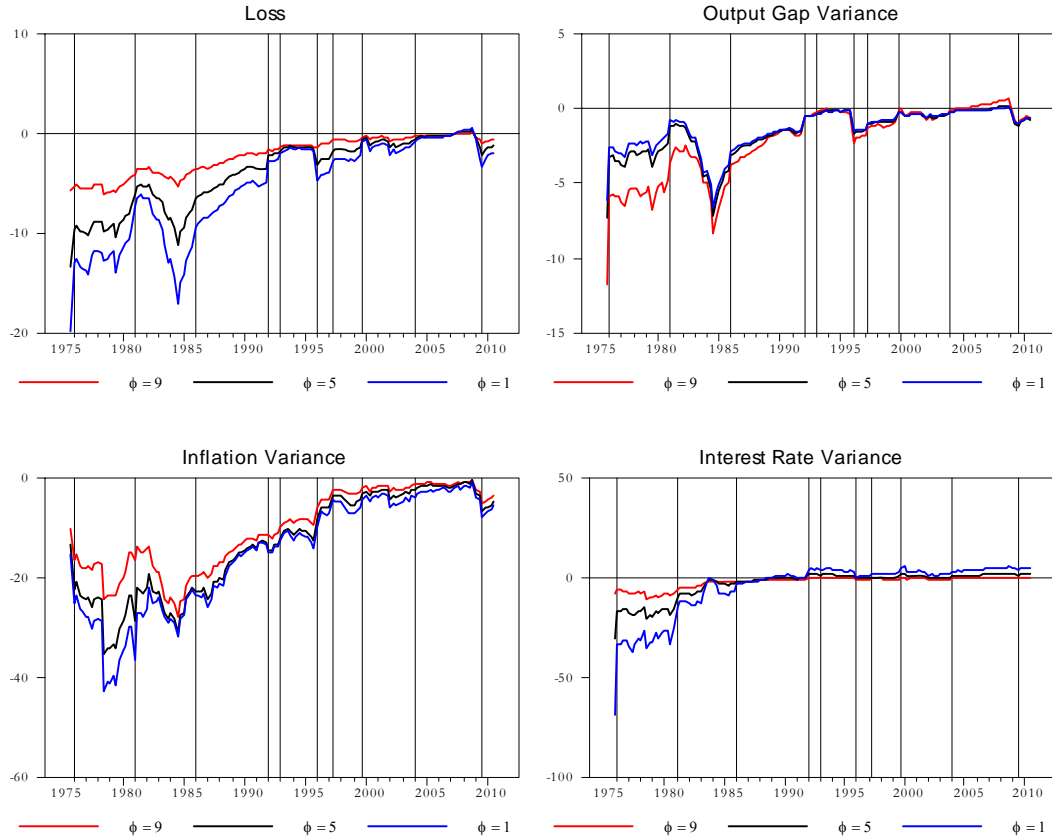 Loss
10
0
-10
-20
1975 1980 1985 1990 1995 2000 2005 2010
ϕ = 9 ϕ = 5 ϕ = 1
Output Gap Variance
5
0
-5
-10
-15
1975 1980 1985 1990 1995 2000 2005 2010
ϕ = 9 ϕ = 5 ϕ = 1
Inflation Variance
0
-20
-40
-60
1975 1980 1985 1990 1995 2000 2005 2010
ϕ = 9 ϕ = 5 ϕ = 1
Interest Rate Variance
50
0
-50
-100
1975 1980 1985 1990 1995 2000 2005 2010
ϕ = 9 ϕ = 5 ϕ = 1